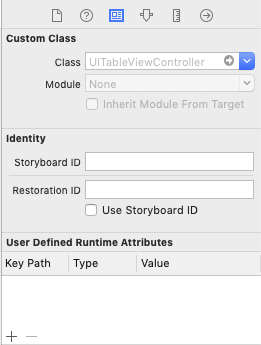 Custom Class
Class UITableViewController
Module None
Inherit Module From Target
Identity
Storyboard ID
Restoration ID
Use Storyboard ID
User Defined Runtime Attributes
Key Path Type Value